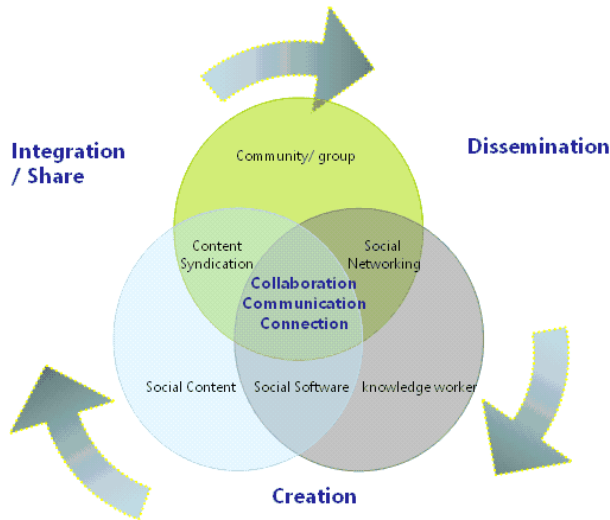 Integration
/ Share
Dissemination
Community/ group
Content
Syndication
Social
Networking
Collaboration
Communication
Connection
Social Content
Social Software
knowledge worker
Creation